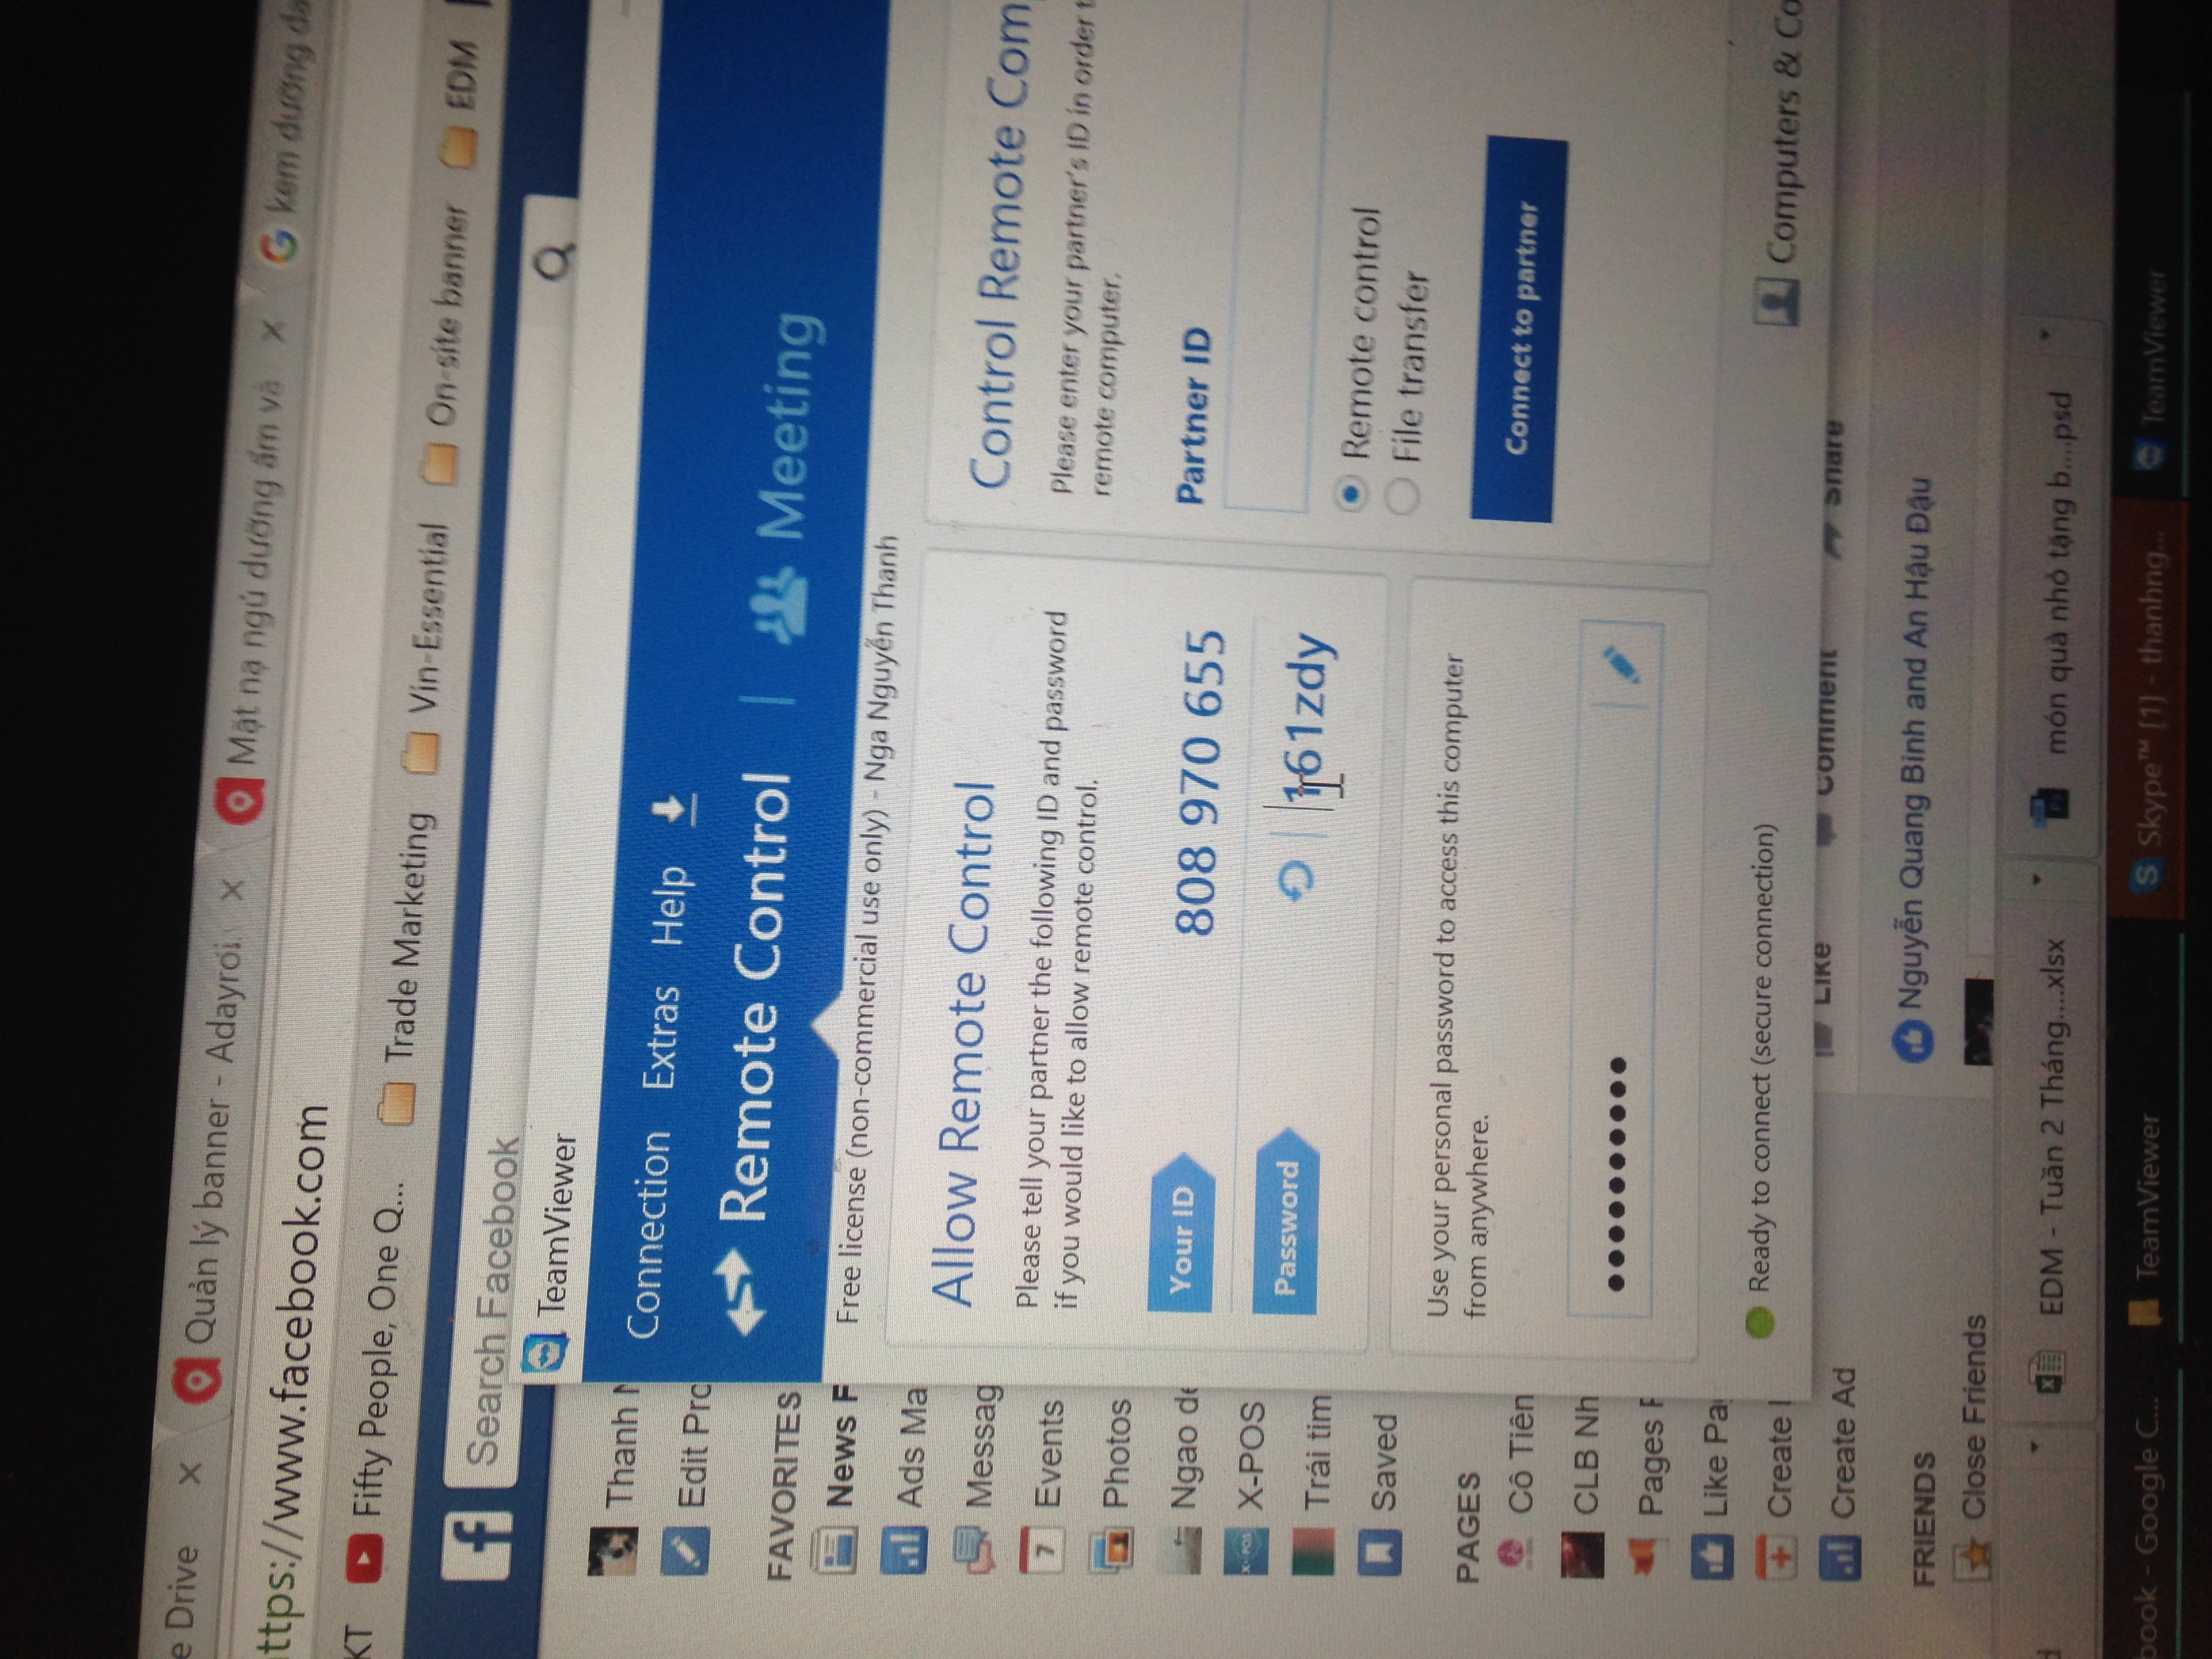 e Drive
Quản lý banner - Adayroi.
Mặt nạ ngủ dưỡng ẩm và
kem dưỡng da
ttps://www.facebook.com
KT
Fifty People, One Q...
Trade Marketing
Vin-Essential
On-site banner
EDM
Search Facebook
TeamViewer
Connection Extras Help
Remote Control
Meeting
Free license (non-commercial use only) - Nga Nguyễn Thanh
Allow Remote Control
Please tell your partner the following ID and password
if you would like to allow remote control.
Your ID
808 970 655
Password
161zdy
Use your personal password to access this computer
from anywhere.
Ready to connect (secure connection)
Control Remote Com
Please enter your partner's ID in order t
remote computer.
Partner ID
Remote control
File transfer
Connect to partner
Computers & Co
Thanh N
Edit Pro
FAVORITES
News F
Ads Ma
Messag
7
Events
Photos
Ngao de
X-POS
X-POS
Trái tim
Saved
PAGES
Cô Tiên
CLB Nh
Pages F
Like Pa
Create
Create Ad
FRIENDS
Close Friends
Like
Comment
Share
Nguyễn Quang Bình and An Hậu Đậu
EDM - Tuần 2 Tháng....xlsx
món quà nhỏ tặng b....psd
book - Google C...
TeamViewer
Skype™ [1] - thanhng...
TeamViewer